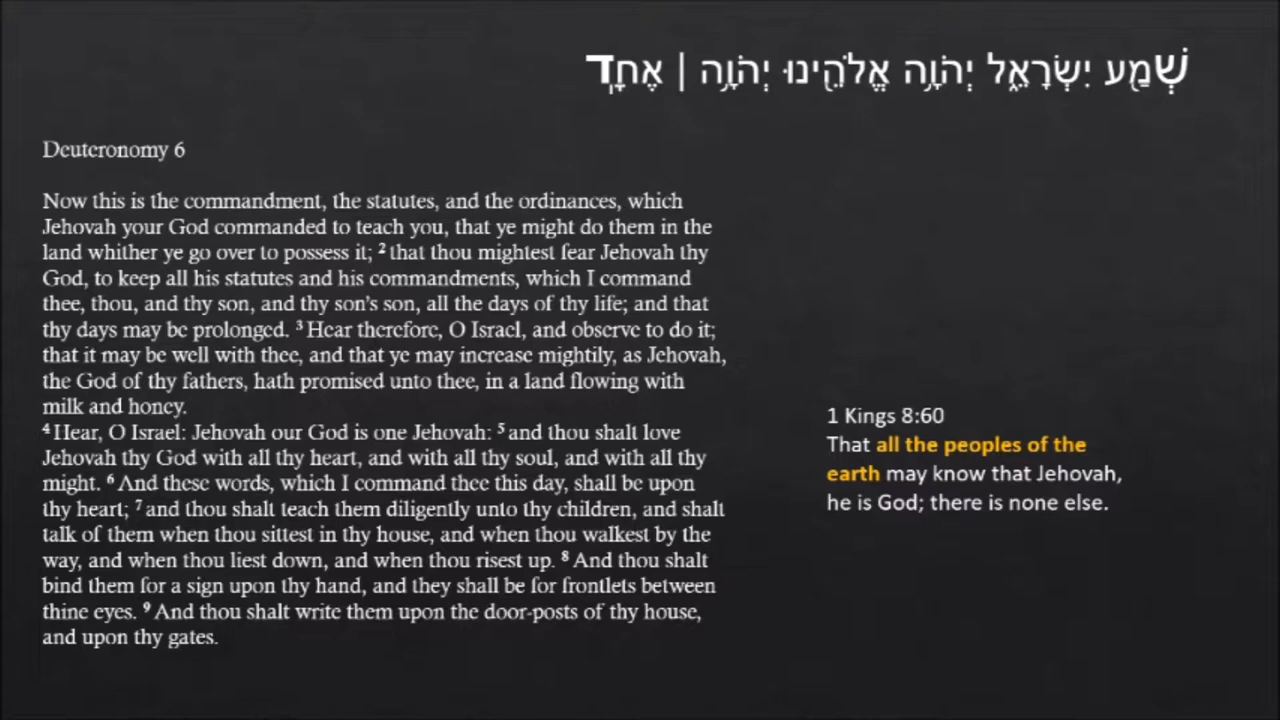 שְׁמַ֖ע יִשְׂרָאֵ֑ל יְהֹוָ֥ה אֱלֹהֵ֖ינוּ יְהֹוָ֥ה | אֶחָֽד
Deuteronomy 6
Now this is the commandment, the statutes, and the ordinances, which
Jehovah your God commanded to teach you, that ye might do them in the
land whither ye go over to possess it; ² that thou mightest fear Jehovah thy
God, to keep all his statutes and his commandments, which I command
thee, thou, and thy son, and thy son's son, all the days of thy life; and that
thy days may be prolonged. ³ Hear therefore, O Israel, and observe to do it;
that it may be well with thee, and that ye may increase mightily, as Jehovah,
the God of thy fathers, hath promised unto thee, in a land flowing with
milk and honey.
⁴ Hear, O Israel: Jehovah our God is one Jehovah: ⁵ and thou shalt love
Jehovah thy God with all thy heart, and with all thy soul, and with all thy
might. ⁶ And these words, which I command thee this day, shall be upon
thy heart; ⁷ and thou shalt teach them diligently unto thy children, and shalt
talk of them when thou sittest in thy house, and when thou walkest by the
way, and when thou liest down, and when thou risest up. ⁸ And thou shalt
bind them for a sign upon thy hand, and they shall be for frontlets between
thine eyes. ⁹ And thou shalt write them upon the door-posts of thy house,
and upon thy gates.
1 Kings 8:60
That all the peoples of the
earth may know that Jehovah,
he is God; there is none else.